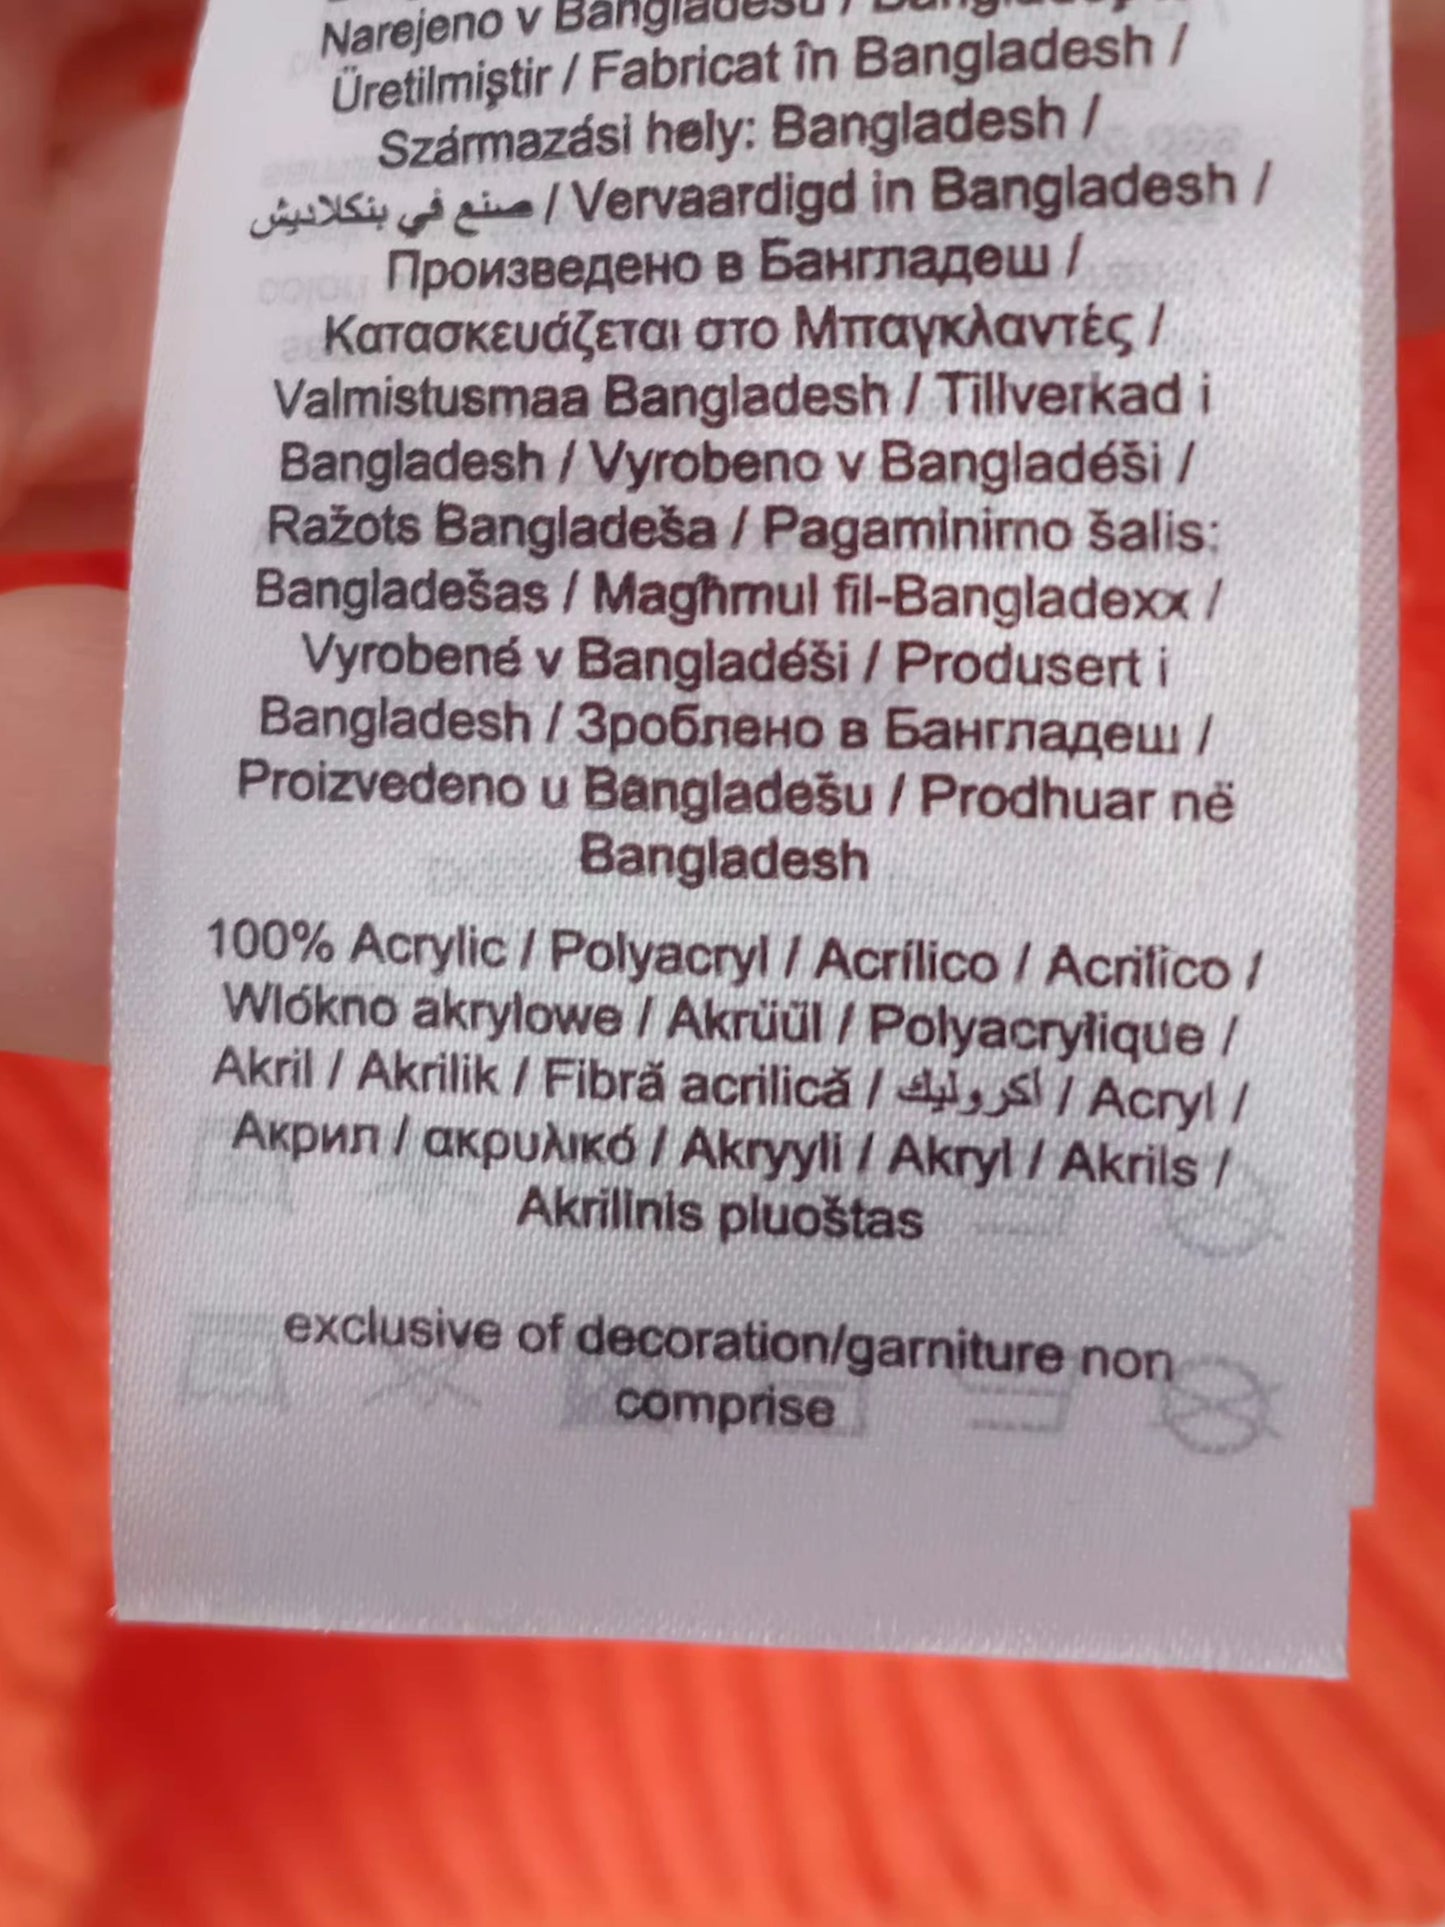 Narejeno v Bangladešu /
Üretilmiştir / Fabricat în Bangladesh /
Származási hely: Bangladesh /
صنع في بنكلاديش / Vervaardigd in Bangladesh /
Произведено в Бангладеш /
Κατασκευάζεται στο Μπαγκλαντές /
Valmistusmaa Bangladesh / Tillverkad i
Bangladesh / Vyrobeno v Bangladéši /
Ražots Bangladeša / Pagaminimo šalis:
Bangladešas / Magħmul fil-Bangladexx /
Vyrobené v Bangladéši / Produsert i
Bangladesh / Зроблено в Бангладеш /
Proizvedeno u Bangladešu / Prodhuar në
Bangladesh
100% Acrylic / Polyacryl / Acrílico / Acrilico /
Wlókno akrylowe / Akrüül / Polyacrylique /
Akril / Akrilik / Fibră acrilică / اكروليك / Acryl /
Акрил / ακρυλικό / Akryyli / Akryl / Akrils /
Akrilinis pluoštas
exclusive of decoration/garniture non
comprise